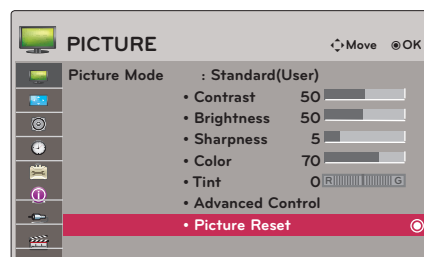 PICTURE Move OK
Picture Mode : Standard(User)
• Contrast 50
• Brightness 50
• Sharpness 5
• Color 70
• Tint 0 R G
• Advanced Control
• Picture Reset